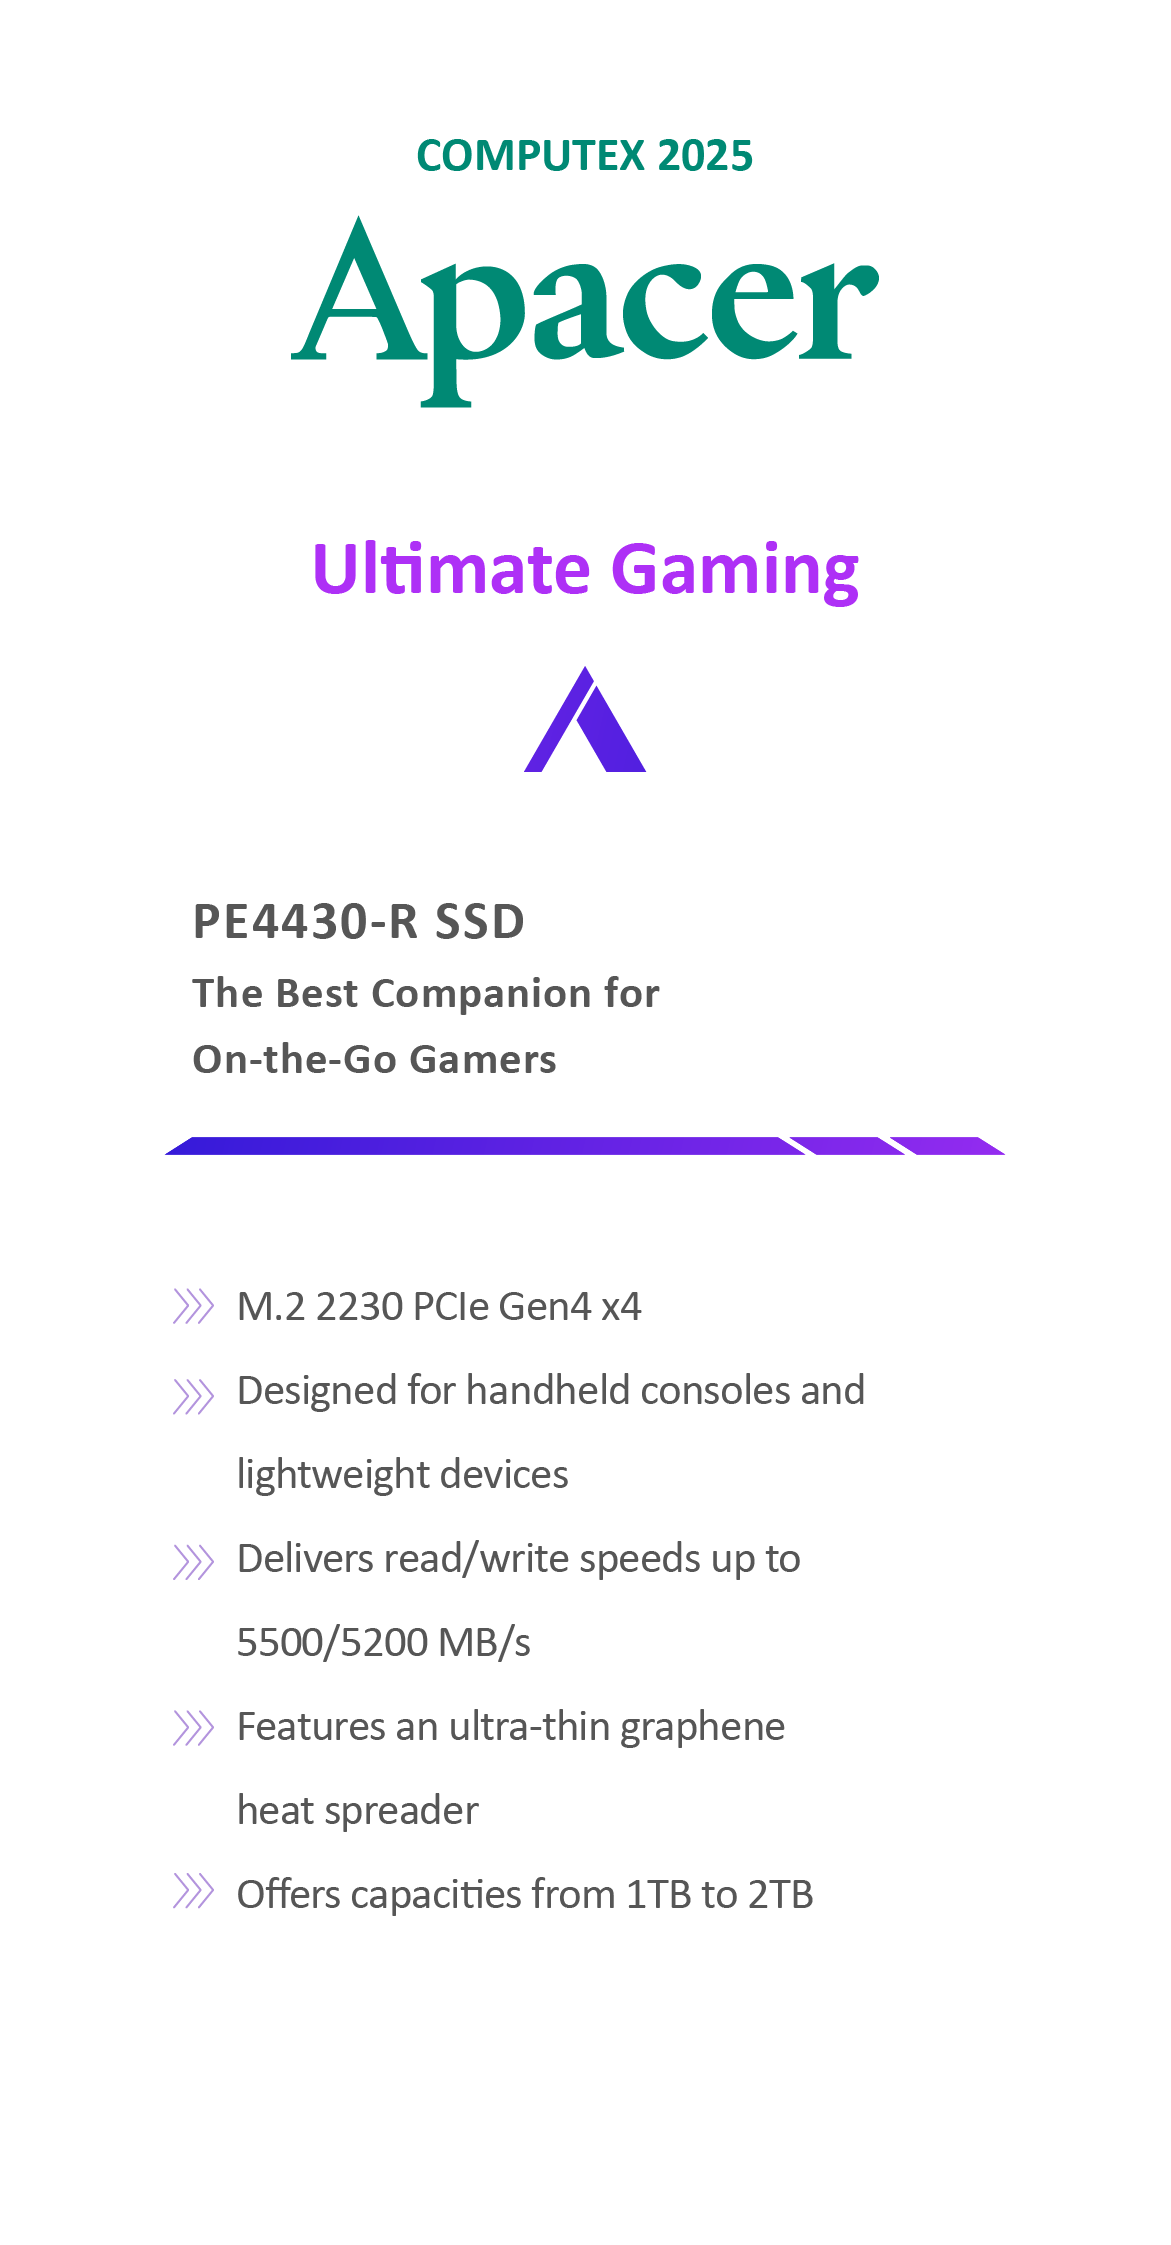 COMPUTEX 2025
Apacer
Ultimate Gaming
PE4430-R SSD
The Best Companion for
On-the-Go Gamers
M.2 2230 PCIe Gen4 x4
Designed for handheld consoles and
lightweight devices
Delivers read/write speeds up to
5500/5200 MB/s
Features an ultra-thin graphene
heat spreader
Offers capacities from 1TB to 2TB